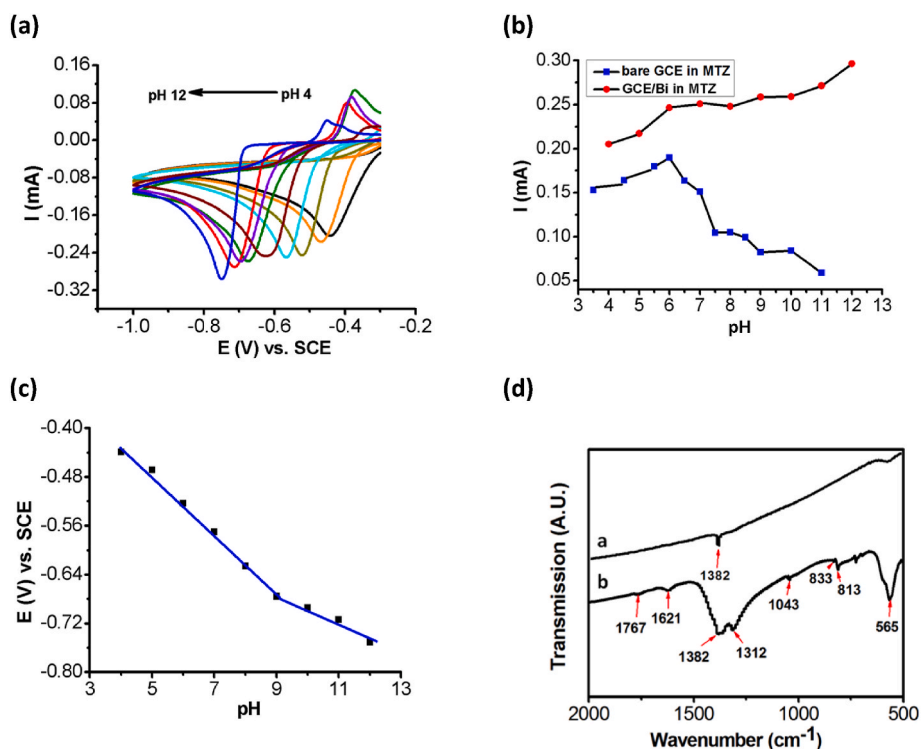 (a)
0.16
0.08
0.00
-0.08
-0.16
-0.24
-0.32
I (mA)
pH 12
pH 4
-1.0
-0.8
-0.6
-0.4
-0.2
E (V) vs. SCE
(b)
0.30
0.25
0.20
0.15
0.10
0.05
I (mA)
bare GCE in MTZ
GCE/Bi in MTZ
3 4 5 6 7 8 9 10 11 12 13
pH
(c)
-0.40
-0.48
-0.56
-0.64
-0.72
-0.80
E (V) vs. SCE
3 5 7 9 11 13
pH
(d)
Transmission (A.U.)
a
1382
b
1767
1621
1382
1312
1043
833
813
565
2000 1500 1000 500
Wavenumber (cm-1)